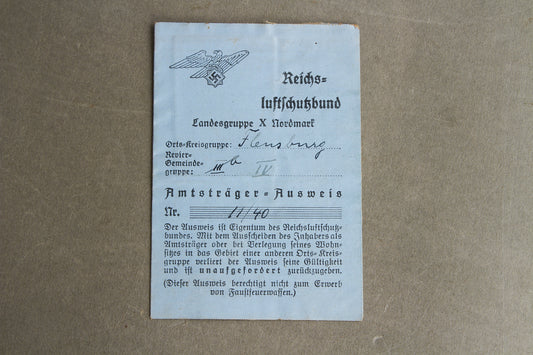 Reichs=
luftschutzbund
Landesgruppe X Nordmark
Orts-Kreisgruppe: Flensburg
Revier-
Gemeinde-
gruppe: III b IV
Amtsträger=Ausweis
Nr. 11/40
Der Ausweis ist Eigentum des Reichsluftschutz-
bundes. Mit dem Ausscheiden des Inhabers als
Amtsträger oder bei Verlegung seines Wohn-
sitzes in das Gebiet einer anderen Orts-Kreis-
gruppe verliert der Ausweis seine Gültigkeit
und ist unaufgefordert zurückzugeben.
(Dieser Ausweis berechtigt nicht zum Erwerb
von Faustfeuerwaffen.)